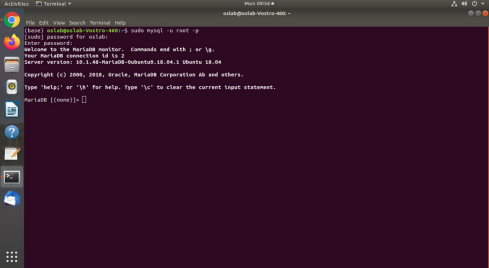 Activities Terminal Mon 09:54
oslab@oslab-Vostro-460: ~
File Edit View Search Terminal Help
(base) oslab@oslab-Vostro-460:~$ sudo mysql -u root -p
[sudo] password for oslab:
Enter password:
Welcome to the MariaDB monitor. Commands end with ; or \g.
Your MariaDB connection id is 2
Server version: 10.1.48-MariaDB-0ubuntu0.18.04.1 Ubuntu 18.04
Copyright (c) 2000, 2018, Oracle, MariaDB Corporation Ab and others.
Type 'help;' or '\h' for help. Type '\c' to clear the current input statement.
MariaDB [(none)]>